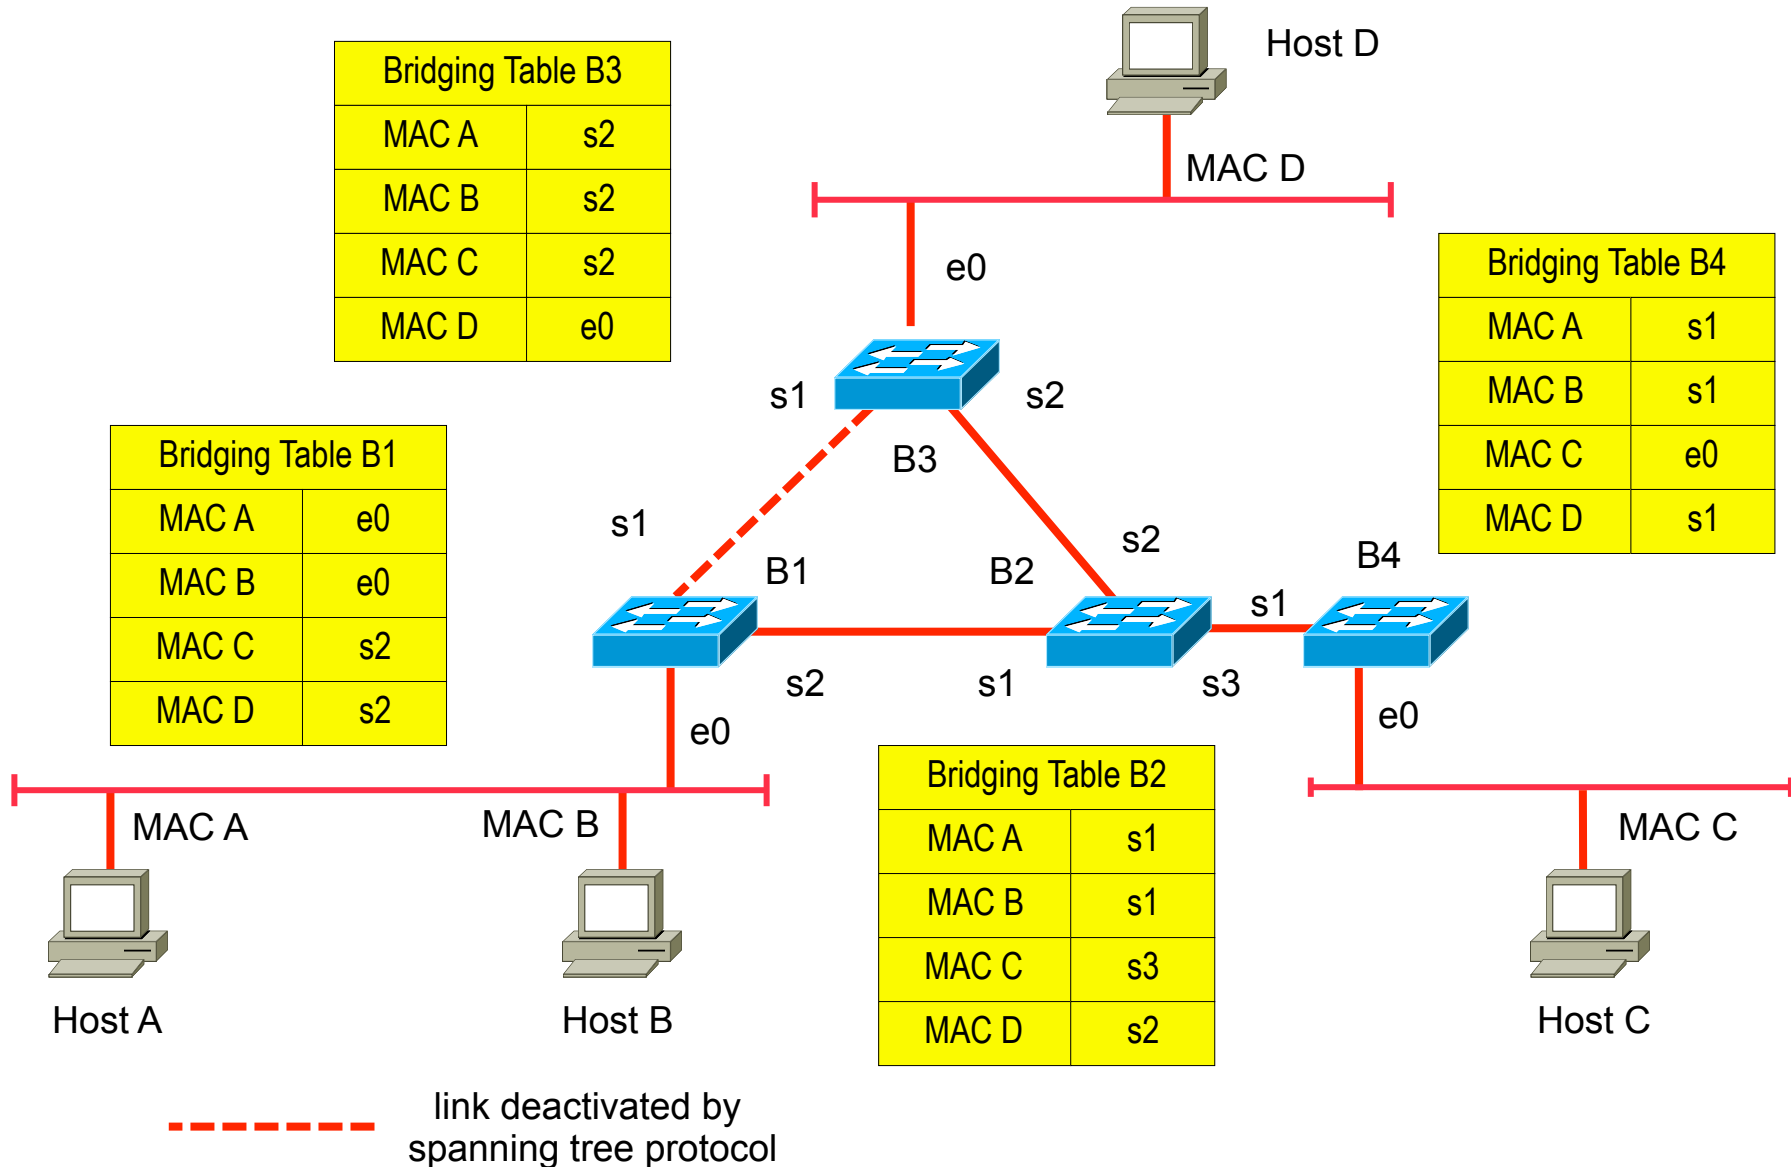 Host D
MAC D
Bridging Table B3
MAC A s2
MAC B s2
MAC C s2
MAC D e0
e0
Bridging Table B4
MAC A s1
MAC B s1
MAC C e0
MAC D s1
s1
s2
B3
Bridging Table B1
MAC A e0
MAC B e0
MAC C s2
MAC D s2
s1
s2
B1
B2
B4
s1
s2
s1
s3
e0
e0
Bridging Table B2
MAC A s1
MAC B s1
MAC C s3
MAC D s2
MAC A
MAC B
MAC C
Host A
Host B
Host C
link deactivated by
spanning tree protocol